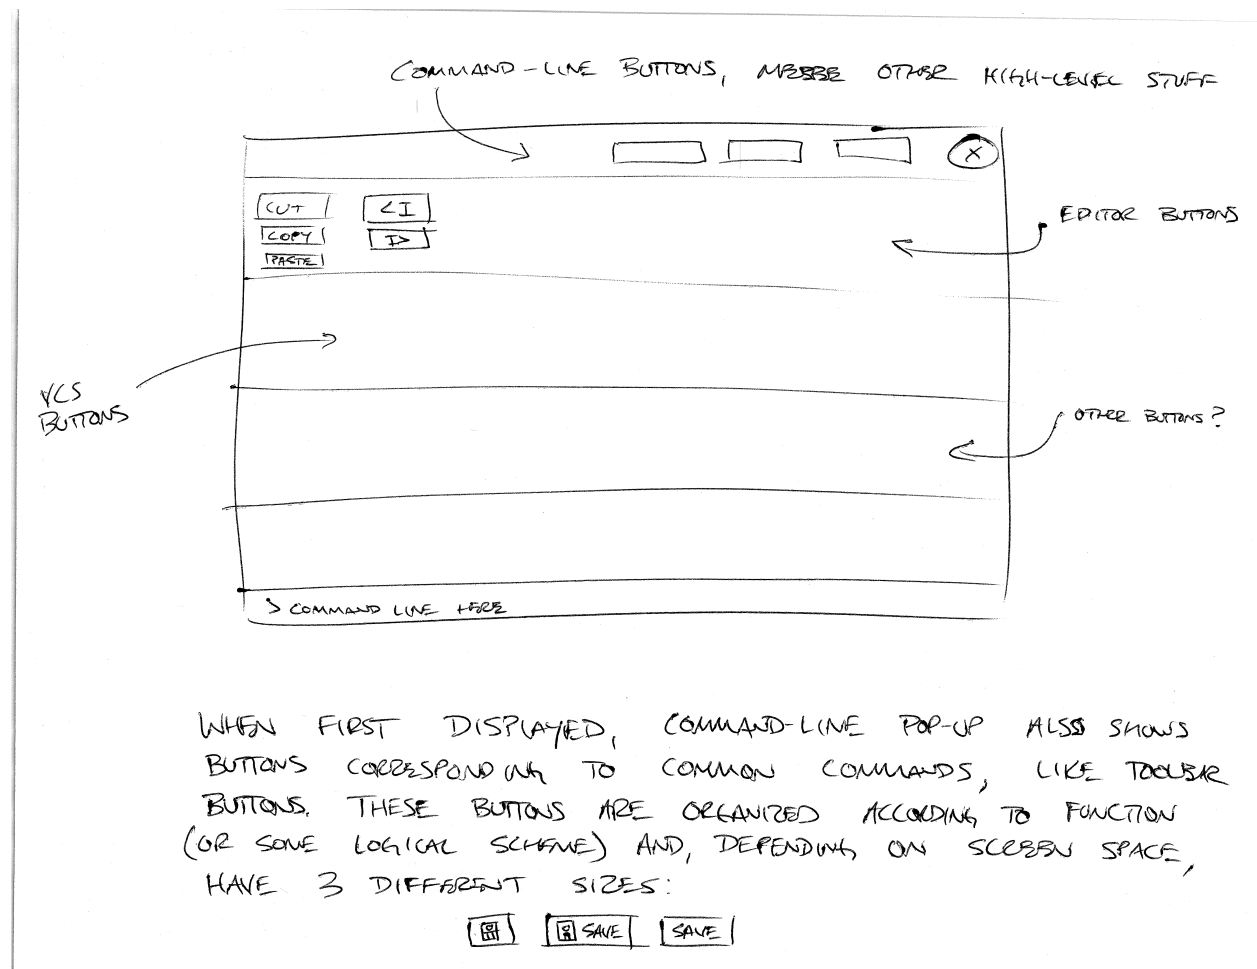 COMMAND-LINE BUTTONS, MEBBE OTHER HIGH-LEVEL STUFF
X
CUT <I
COPY I>
PASTE
EDITOR BUTTONS
VCS
BUTTONS
OTHER BUTTONS?
> COMMAND LINE HERE
WHEN FIRST DISPLAYED, COMMAND-LINE POP-UP ALSO SHOWS
BUTTONS CORRESPONDING TO COMMON COMMANDS, LIKE TOOLBAR
BUTTONS. THESE BUTTONS ARE ORGANIZED ACCORDING TO FUNCTION
(OR SOME LOGICAL SCHEME) AND, DEPENDING ON SCREEN SPACE,
HAVE 3 DIFFERENT SIZES:
SAVE SAVE